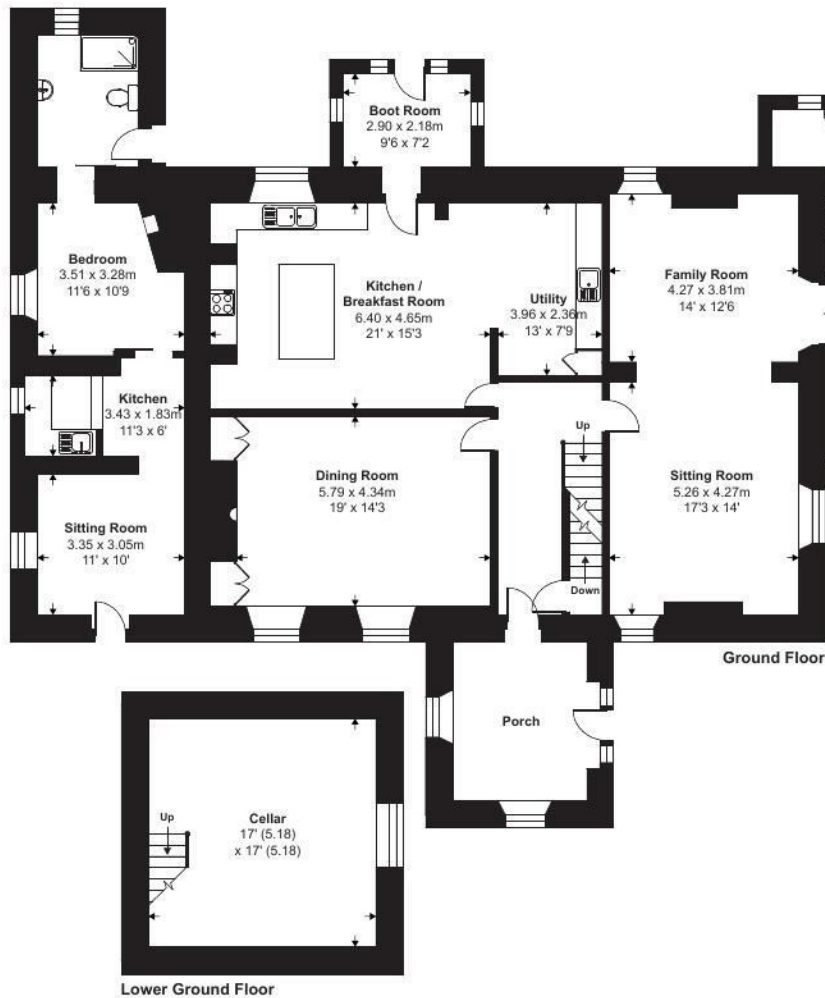 Boot Room
2.90 x 2.18m
9'6 x 7'2
Bedroom
3.51 x 3.28m
11'6 x 10'9
Kitchen /
Breakfast Room
6.40 x 4.65m
21' x 15'3
Utility
3.96 x 2.36m
13' x 7'9
Family Room
4.27 x 3.81m
14' x 12'6
Kitchen
3.43 x 1.83m
11'3 x 6'
Dining Room
5.79 x 4.34m
19' x 14'3
Up
Down
Sitting Room
5.26 x 4.27m
17'3 x 14'
Sitting Room
3.35 x 3.05m
11' x 10'
Ground Floor
Porch
Cellar
17' (5.18)
x 17' (5.18)
Up
Lower Ground Floor